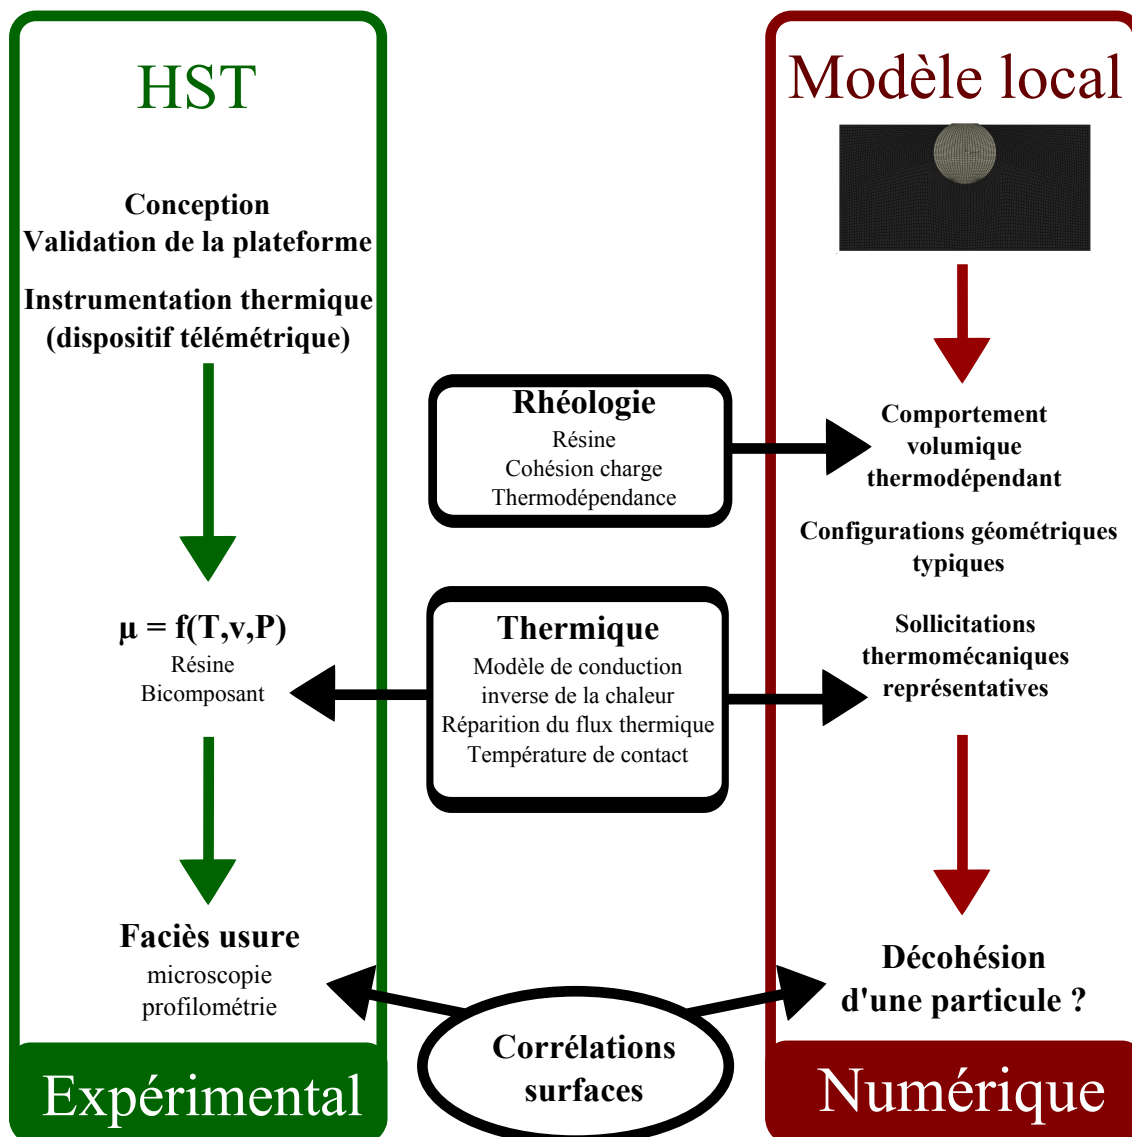 HST
Conception
Validation de la plateforme
Instrumentation thermique
(dispositif télémétrique)
μ = f(T,v,P)
Résine
Bicomposant
Faciès usure
microscopie
profilométrie
Expérimental
Rhéologie
Résine
Cohésion charge
Thermodépendance
Thermique
Modèle de conduction
inverse de la chaleur
Réparition du flux thermique
Température de contact
Corrélations
surfaces
Modèle local
Comportement
volumique
thermodépendant
Configurations géométriques
typiques
Sollicitations
thermomécaniques
représentatives
Décohésion
d'une particule ?
Numérique